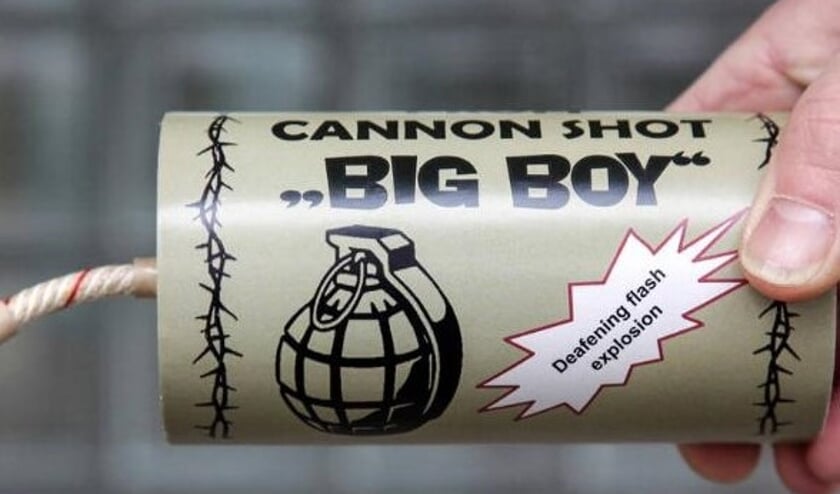 CANNON SHOT
„BIG BOY“
Deafening flash
explosion